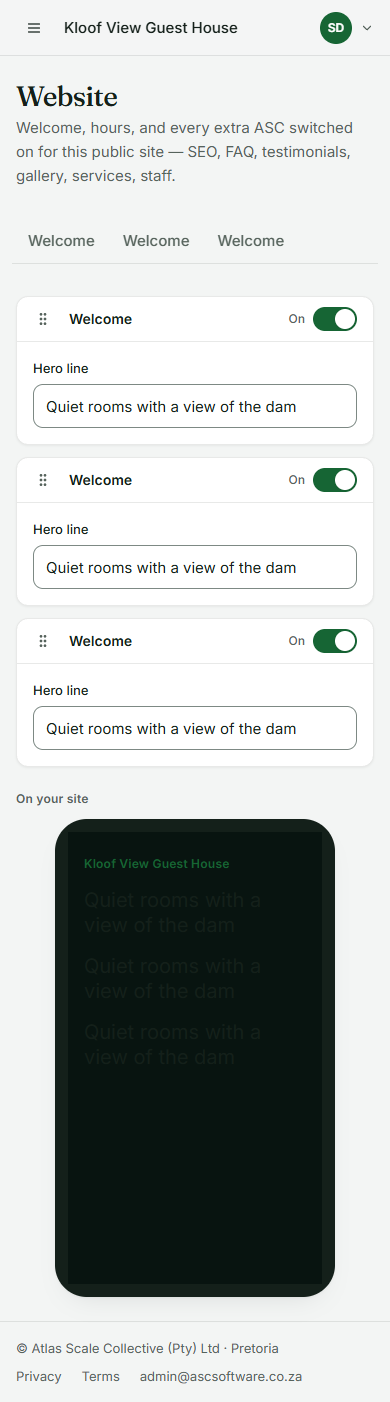 Kloof View Guest House
SD
Website
Welcome, hours, and every extra ASC switched
on for this public site — SEO, FAQ, testimonials,
gallery, services, staff.
Welcome Welcome Welcome
Welcome On
Hero line
Quiet rooms with a view of the dam
Welcome On
Hero line
Quiet rooms with a view of the dam
Welcome On
Hero line
Quiet rooms with a view of the dam
On your site
Kloof View Guest House
Quiet rooms with a
view of the dam
Quiet rooms with a
view of the dam
Quiet rooms with a
view of the dam
© Atlas Scale Collective (Pty) Ltd · Pretoria
Privacy Terms admin@ascsoftware.co.za